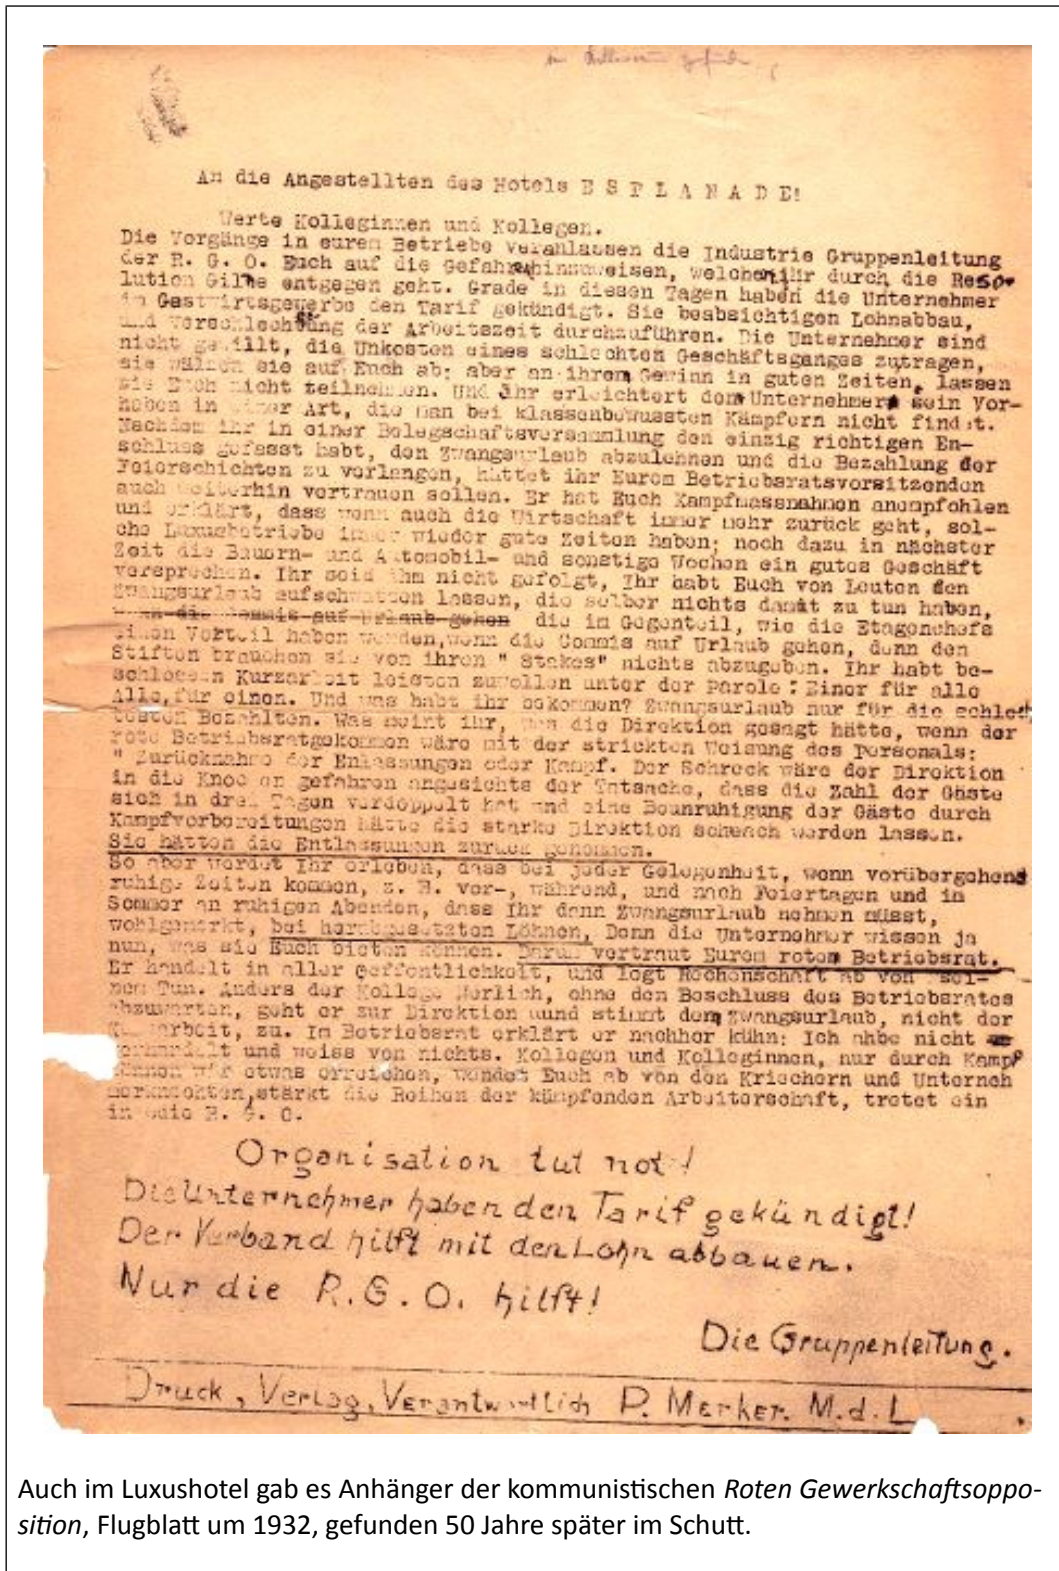 An die Angestellten des Hotels E S P L A N A D E!
Werte Kolleginnen und Kollegen.
Die Vorgänge in eurem Betriebe veranlassen die Industrie Gruppenleitung
der R. G. O. Euch auf die Gefahr hinzuweisen, welcher ihr durch die Reso-
lution Gilhe entgegen geht. Grade in diesen Tagen haben die Unternehmer
im Gastwirtsgewerbe den Tarif gekündigt. Sie beabsichtigen Lohnabbau,
und Verschlechtung der Arbeitszeit durchzuführen. Die Unternehmer sind
nicht gewillt, die Unkosten eines schlechten Geschäftsganges zutragen,
sie wälzen sie auf Euch ab; aber an ihrem Gewinn in guten Zeiten, lassen
sie Euch nicht teilnehmen. Und Ihr erleichtert dem Unternehmer sein Vor-
haben in einer Art, die man bei klassenbewussten Kämpfern nicht findet.
Nachdem ihr in einer Belegschaftsversammlung den einzig richtigen En-
schluss gefasst habt, den Zwangsurlaub abzulehnen und die Bezahlung der
Feierschichten zu verlangen, hättet ihr Eurem Betriebsratsvorsitzenden
auch weiterhin vertrauen sollen. Er hat Euch Kampfmassnahmen anempfohlen
und erklärt, dass wenn auch die Wirtschaft immer mehr zurück geht, sol-
che Luxusbetriebe immer wieder gute Zeiten haben; noch dazu in nächster
Zeit die Bauern- und Automobil- und sonstige Wochen ein gutes Geschäft
versprechen. Ihr seid ihm nicht gefolgt, Ihr habt Euch von Leuten den
Zwangsurlaub aufschwatzen lassen, die selber nichts damit zu tun haben,
wenn die Commis auf Urlaub gehen die im Gegenteil, wie die Etagenchefs
einen Vorteil haben werden,wenn die Commis auf Urlaub gehen, denn den
Stiften brauchen sie von ihren " Stakes" nichts abzugeben. Ihr habt be-
schlossen Kurzarbeit leisten zuwollen unter der Parole: Einer für alle
Alle,für einen. Und was habt ihr bekommen? Zwangsurlaub nur für die schlech
testen Bezahlten. Was meint ihr, was die Direktion gesagt hätte, wenn der
rote Betriebsratgekommen wäre mit der strickten Weisung des Personals:
" Zurücknahme der Enlassungen oder Kampf. Der Schreck wäre der Direktion
in die Knoc en gefahren angesichts der Tatsache, dass die Zahl der Gäste
sich in drei Tagen verdoppelt hat und eine Beunruhigung der Gäste durch
Kampfvorbereitungen hätte die starke Direktion schwach werden lassen.
Sie hätten die Entlassungen zurück genommen.
So aber werdet Ihr erleben, dass bei jeder Gelegenheit, wenn vorübergehend
ruhige Zeiten kommen, z. B. vor-, während, und nach Feiertagen und im
Sommer an ruhigen Abenden, dass Ihr dann Zwangsurlaub nehmen müsst,
wohlgemerkt, bei herabgesetzten Löhnen, Denn die Unternehmer wissen ja
nun, was sie Euch bieten können. Darum vertraut Eurem roten Betriebsrat.
Er handelt in aller Oeffentlichkeit, und legt Rechenschaft ab von sei-
nem Tun. Anders der Kollege Merlich, ohne den Beschluss des Betriebsrates
abzuwarten, geht er zur Direktion uund stimmt dem Zwangsurlaub, nicht der
Kurzarbeit, zu. Im Betriebsrat erklärt er nachher kühn: Ich ahbe nicht
verhandelt und weiss von nichts. Kollegen und Kolleginnen, nur durch Kampf
können wir etwas erreichen, wendet Euch ab von den Kriechern und Unterneh
merknechten,stärkt die Reihen der kämpfenden Arbeiterschaft, tretet ein
in die R. G. O.
Organisation tut not!
Die Unternehmer haben den Tarif gekündigt!
Der Verband hilft mit den Lohn abbauen.
Nur die R.G.O. hilft!
Die Gruppenleitung.
Druck, Verlag, Verantwortlich P. Merker. M.d.L.
Auch im Luxushotel gab es Anhänger der kommunistischen Roten Gewerkschaftsoppo-
sition, Flugblatt um 1932, gefunden 50 Jahre später im Schutt.